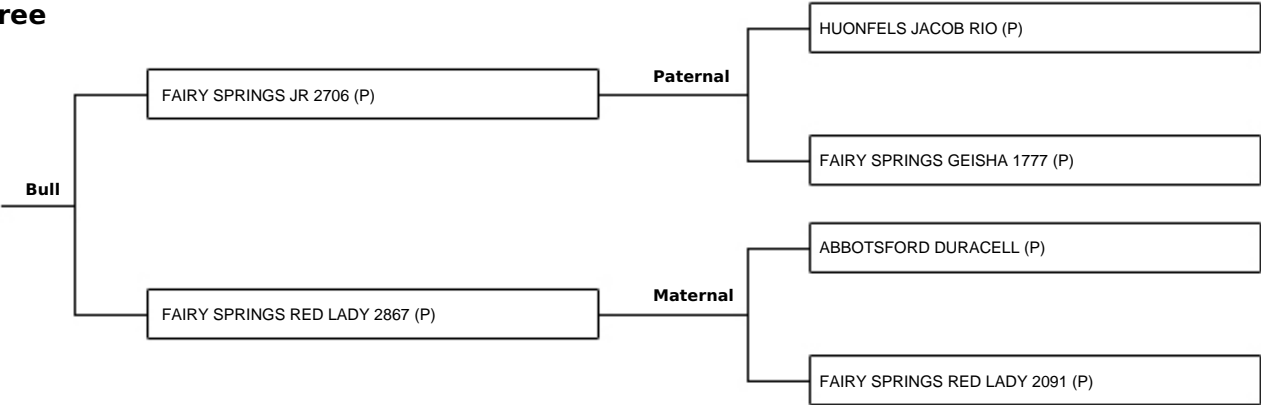 ree
HUONFELS JACOB RIO (P)
Paternal
FAIRY SPRINGS JR 2706 (P)
FAIRY SPRINGS GEISHA 1777 (P)
Bull
ABBOTSFORD DURACELL (P)
Maternal
FAIRY SPRINGS RED LADY 2867 (P)
FAIRY SPRINGS RED LADY 2091 (P)